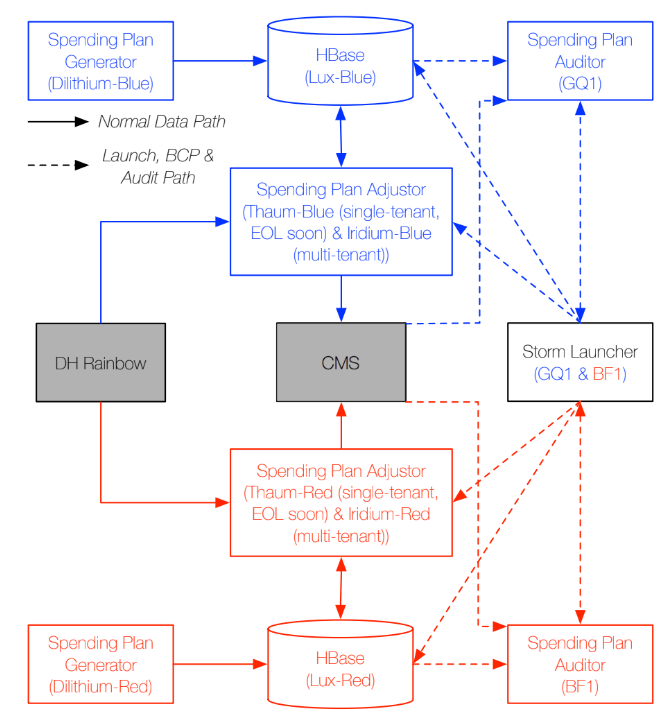 Spending Plan
Generator
(Dilithium-Blue)
HBase
(Lux-Blue)
Spending Plan
Auditor
(GQ1)
Normal Data Path
Launch, BCP &
Audit Path
Spending Plan Adjustor
(Thaum-Blue (single-tenant,
EOL soon) & Iridium-Blue
(multi-tenant))
DH Rainbow
CMS
Storm Launcher
(GQ1 & BF1)
Spending Plan Adjustor
(Thaum-Red (single-tenant,
EOL soon) & Iridium-Red
(multi-tenant))
Spending Plan
Generator
(Dilithium-Red)
HBase
(Lux-Red)
Spending Plan
Auditor
(BF1)